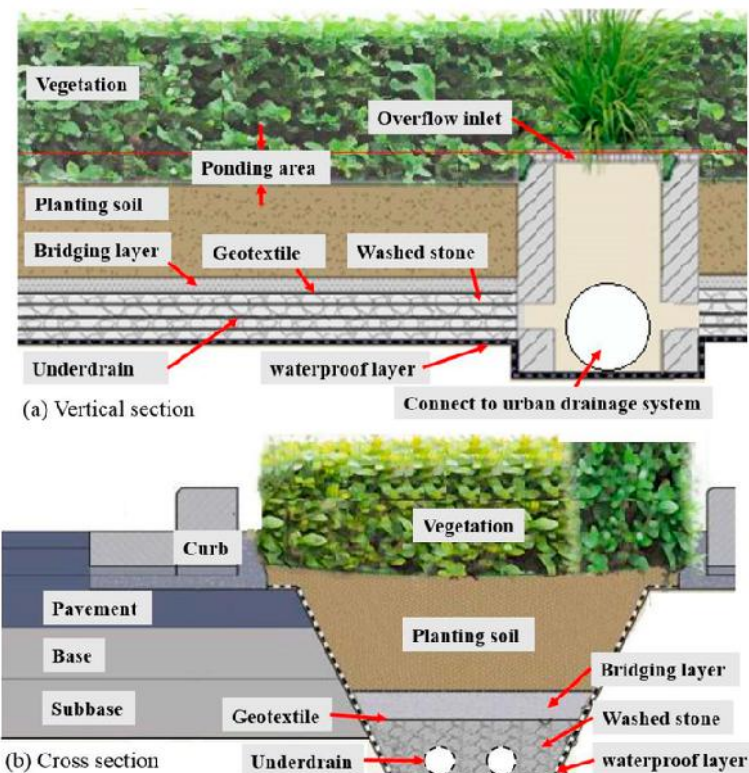 Vegetation
Overflow inlet
Ponding area
Planting soil
Bridging layer
Geotextile
Washed stone
Underdrain
waterproof layer
Connect to urban drainage system
(a) Vertical section
Vegetation
Curb
Pavement
Planting soil
Base
Bridging layer
Subbase
Geotextile
Washed stone
(b) Cross section
Underdrain
waterproof layer